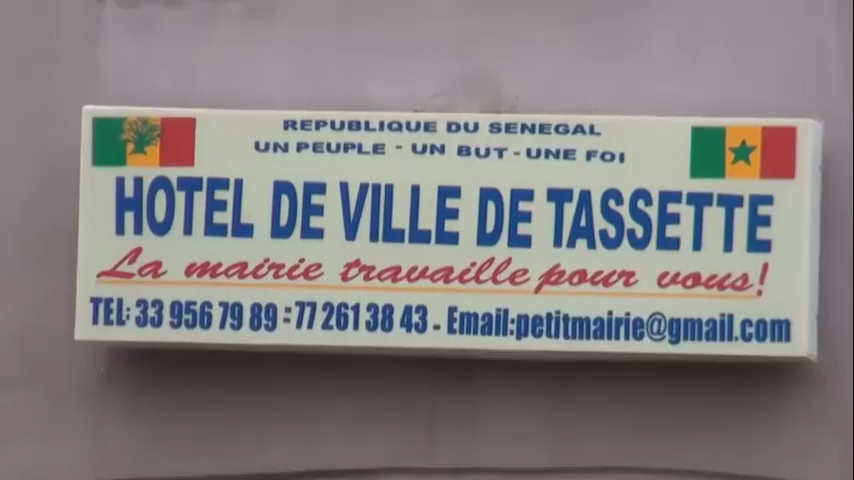 REPUBLIQUE DU SENEGAL
UN PEUPLE - UN BUT - UNE FOI
HOTEL DE VILLE DE TASSETTE
La mairie travaille pour vous!
TEL: 33 956 79 89 = 77 261 38 43 - Email:petitmairie@gmail.com